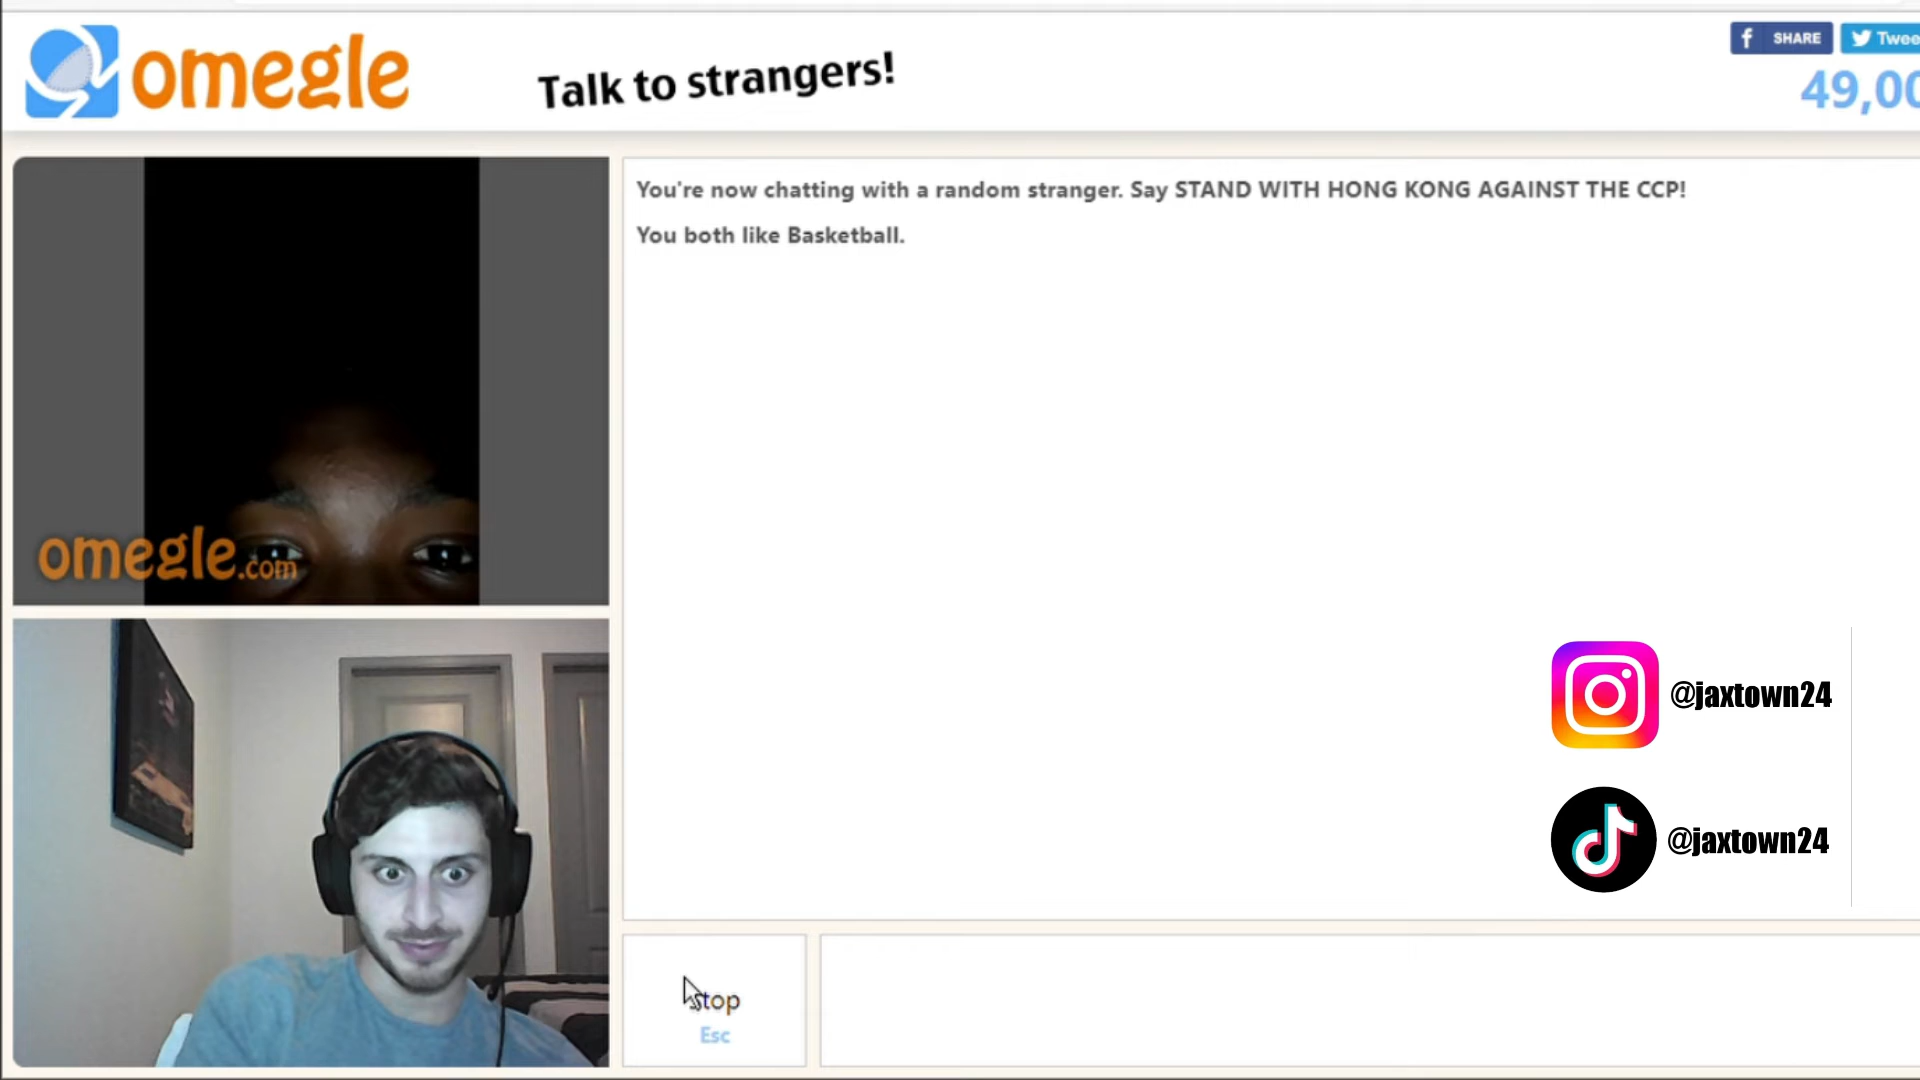 omegle
Talk to strangers!
f SHARE
Twee
49,00
You're now chatting with a random stranger. Say STAND WITH HONG KONG AGAINST THE CCP!
You both like Basketball.
omegle.com
@jaxtown24
@jaxtown24
Stop
Esc